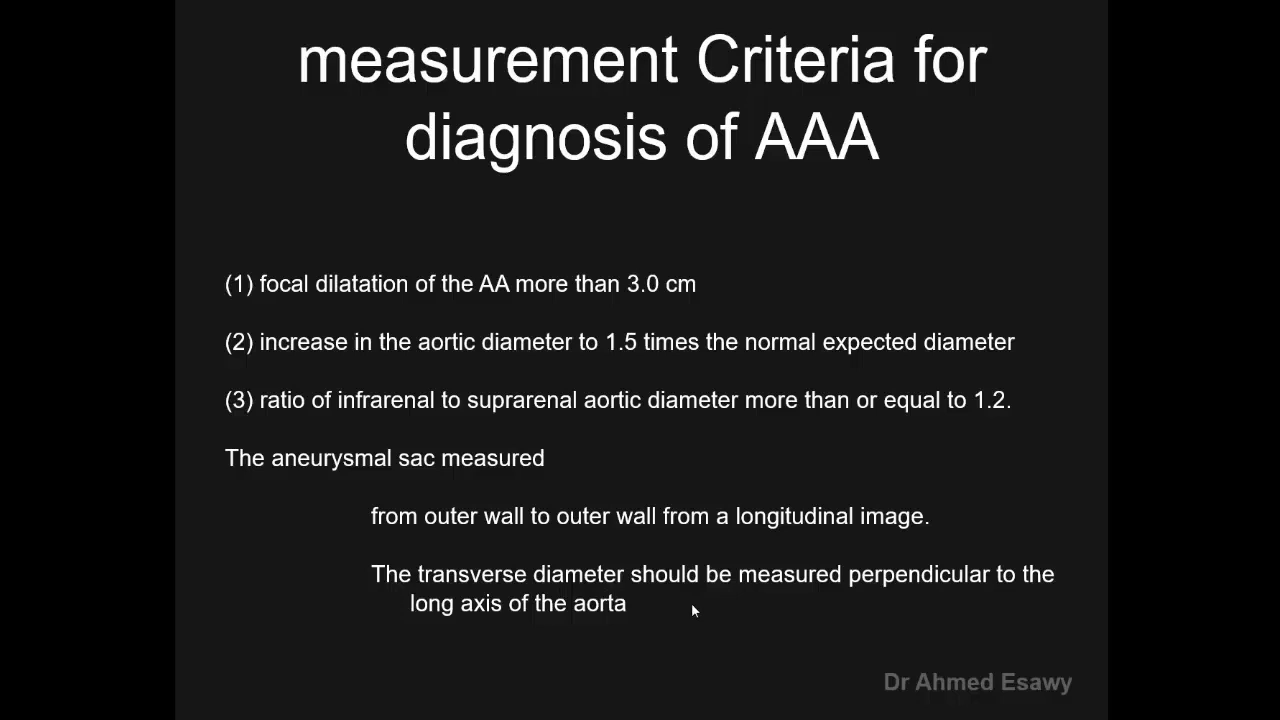 measurement Criteria for
diagnosis of AAA
(1) focal dilatation of the AA more than 3.0 cm
(2) increase in the aortic diameter to 1.5 times the normal expected diameter
(3) ratio of infrarenal to suprarenal aortic diameter more than or equal to 1.2.
The aneurysmal sac measured
from outer wall to outer wall from a longitudinal image.
The transverse diameter should be measured perpendicular to the
long axis of the aorta
Dr Ahmed Esawy